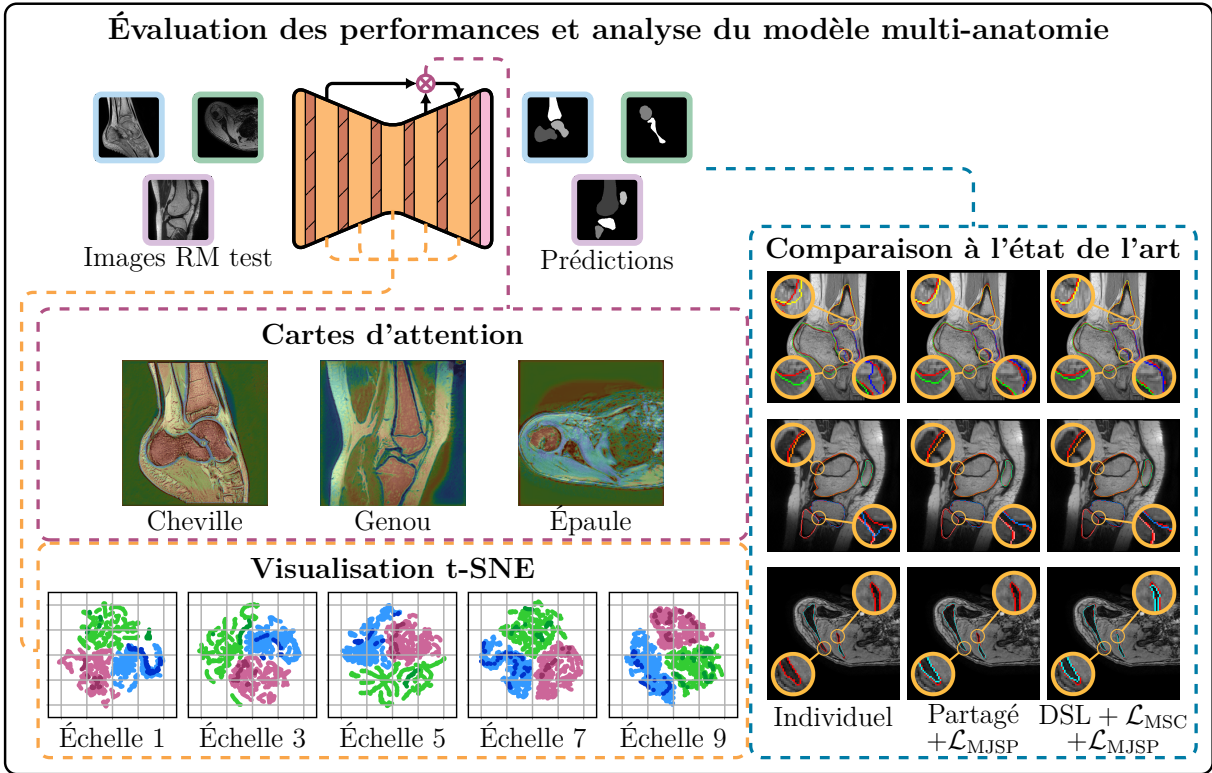 Évaluation des performances et analyse du modèle multi-anatomie
Images RM test
Prédictions
Cartes d'attention
Cheville
Genou
Épaule
Visualisation t-SNE
Échelle 1
Échelle 3
Échelle 5
Échelle 7
Échelle 9
Comparaison à l'état de l'art
Individuel
Partagé
+ℒMJSP
DSL + ℒMSC
+ℒMJSP